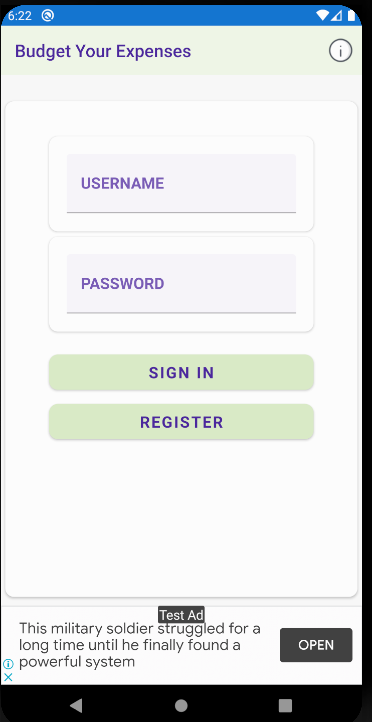 6:22
Budget Your Expenses
USERNAME
PASSWORD
SIGN IN
REGISTER
Test Ad
This military soldier struggled for a
long time until he finally found a
powerful system
OPEN